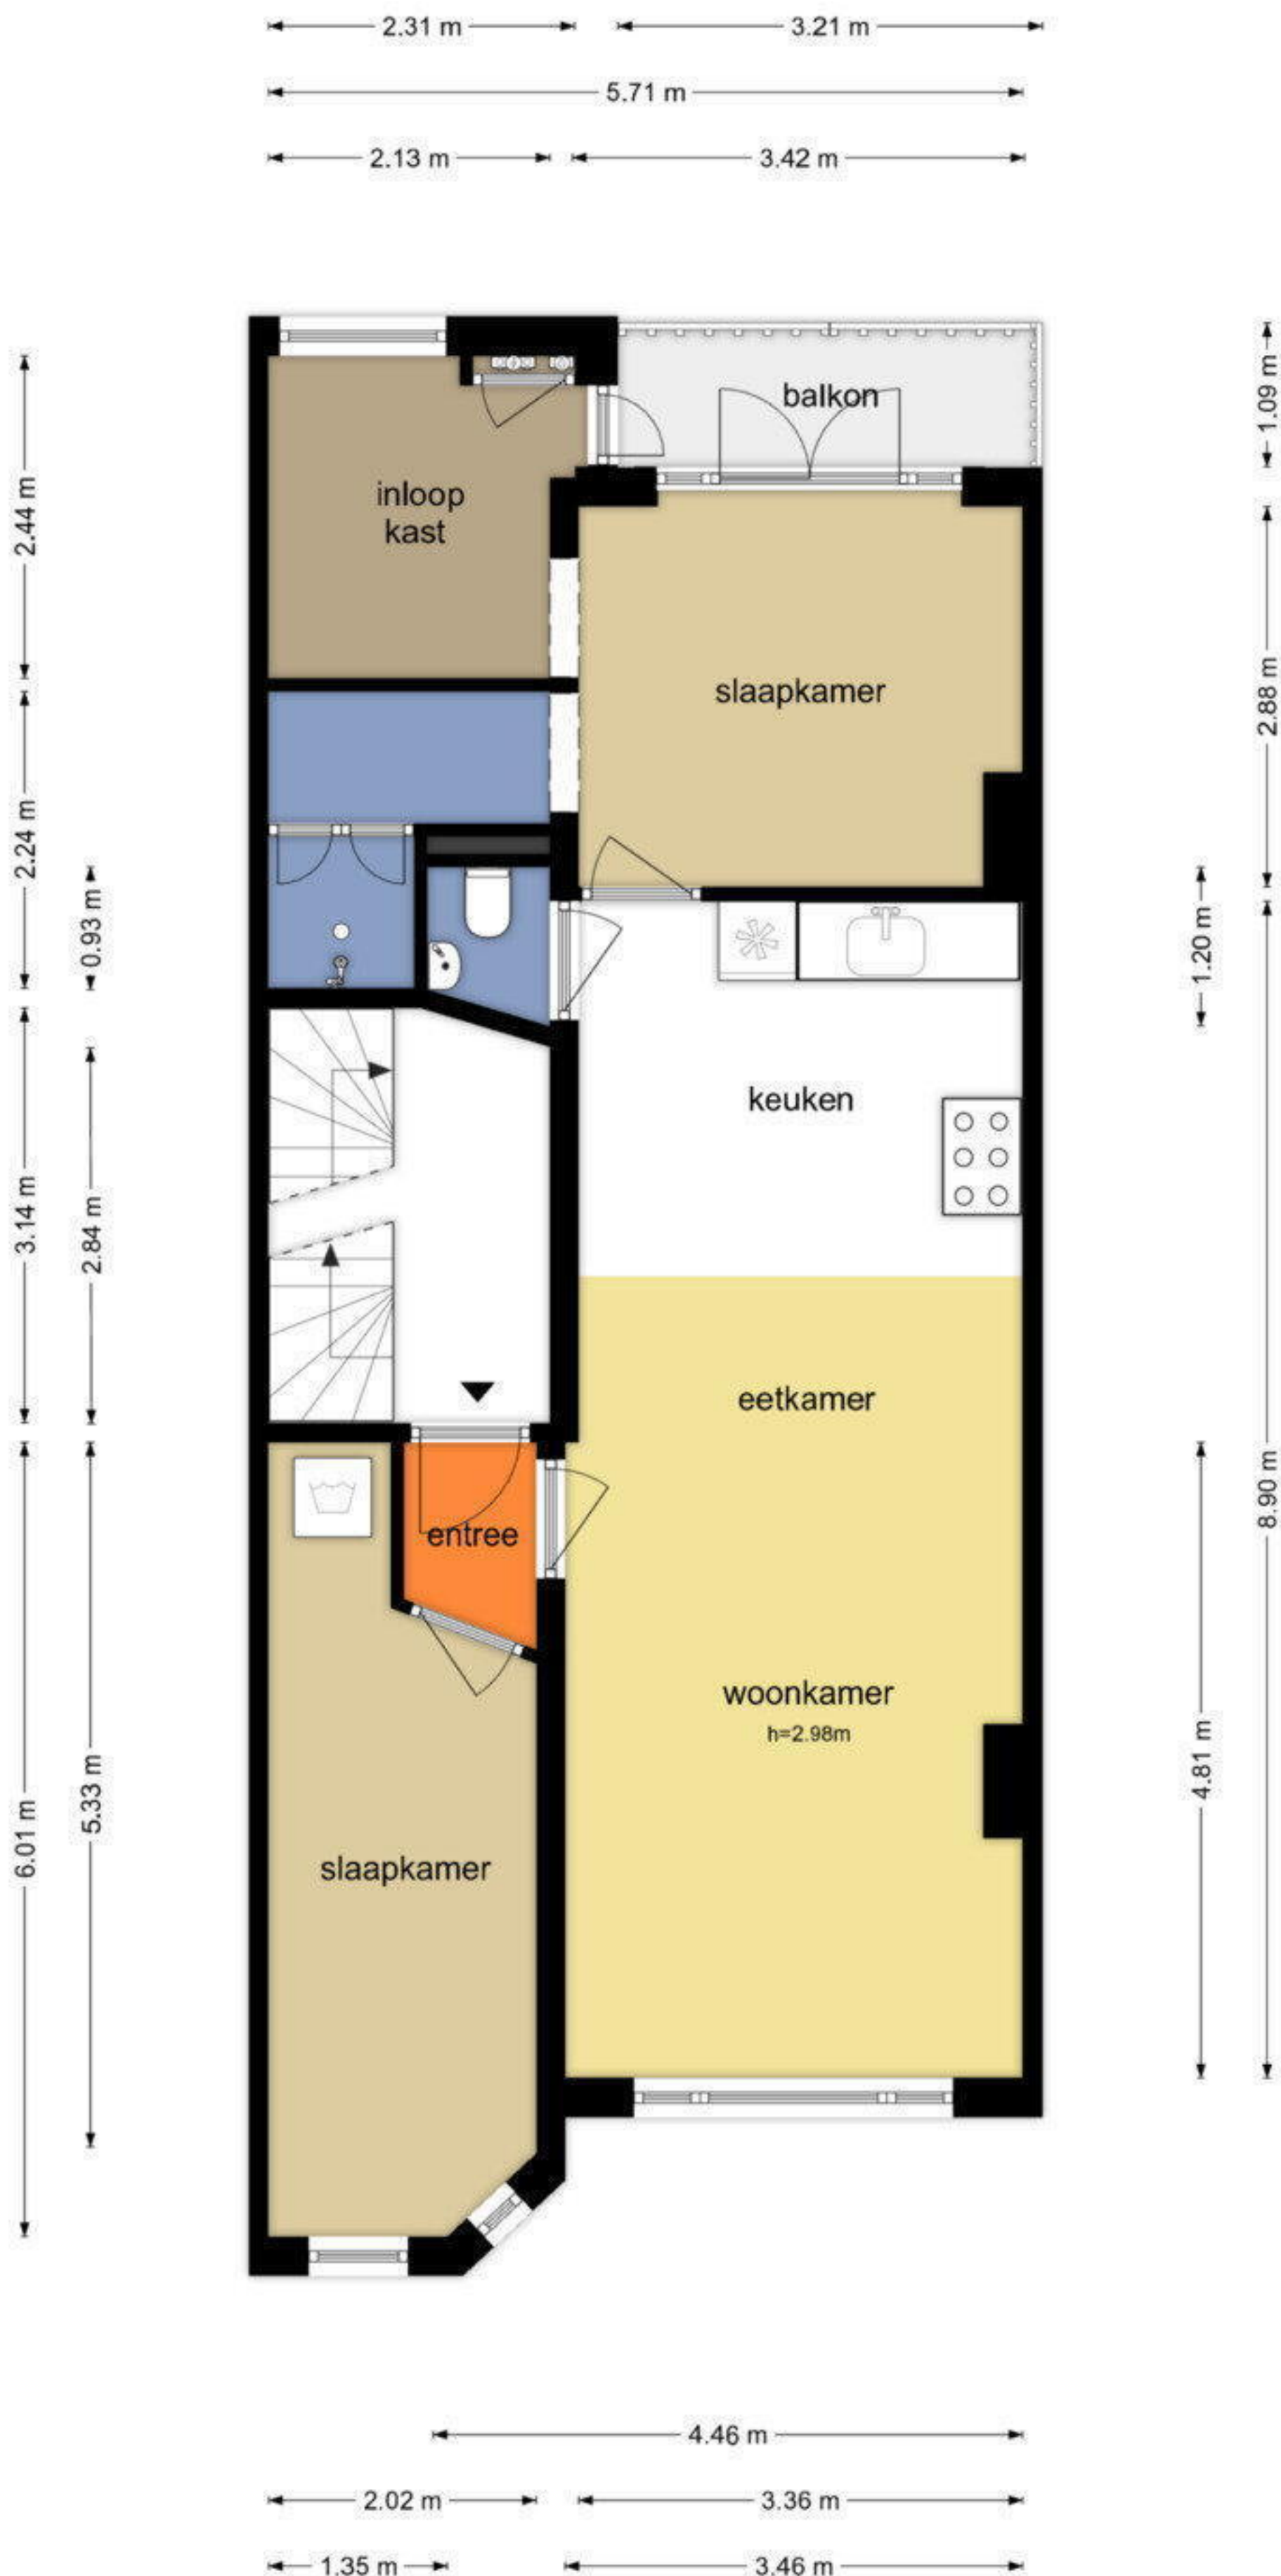 2.31 m
3.21 m
5.71 m
2.13 m
3.42 m
balkon
1.09 m
inloop
kast
2.44 m
slaapkamer
2.88 m
2.24 m
0.93 m
1.20 m
keuken
3.14 m
2.84 m
eetkamer
8.90 m
entree
woonkamer
h=2.98m
4.81 m
5.33 m
6.01 m
slaapkamer
4.46 m
2.02 m
3.36 m
1.35 m
3.46 m